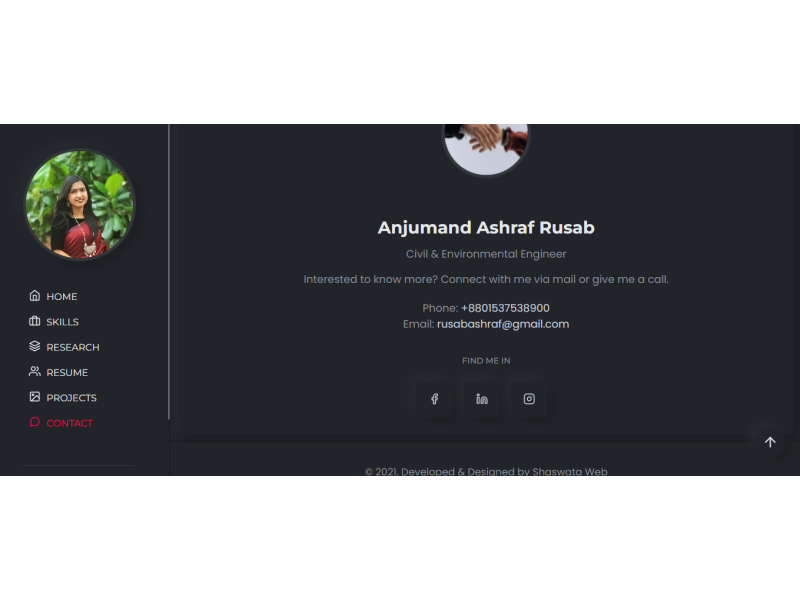 HOME
SKILLS
RESEARCH
RESUME
PROJECTS
CONTACT
Anjumand Ashraf Rusab
Civil & Environmental Engineer
Interested to know more? Connect with me via mail or give me a call.
Phone: +8801537538900
Email: rusabashraf@gmail.com
FIND ME IN
© 2021. Developed & Designed by Shaswata Web